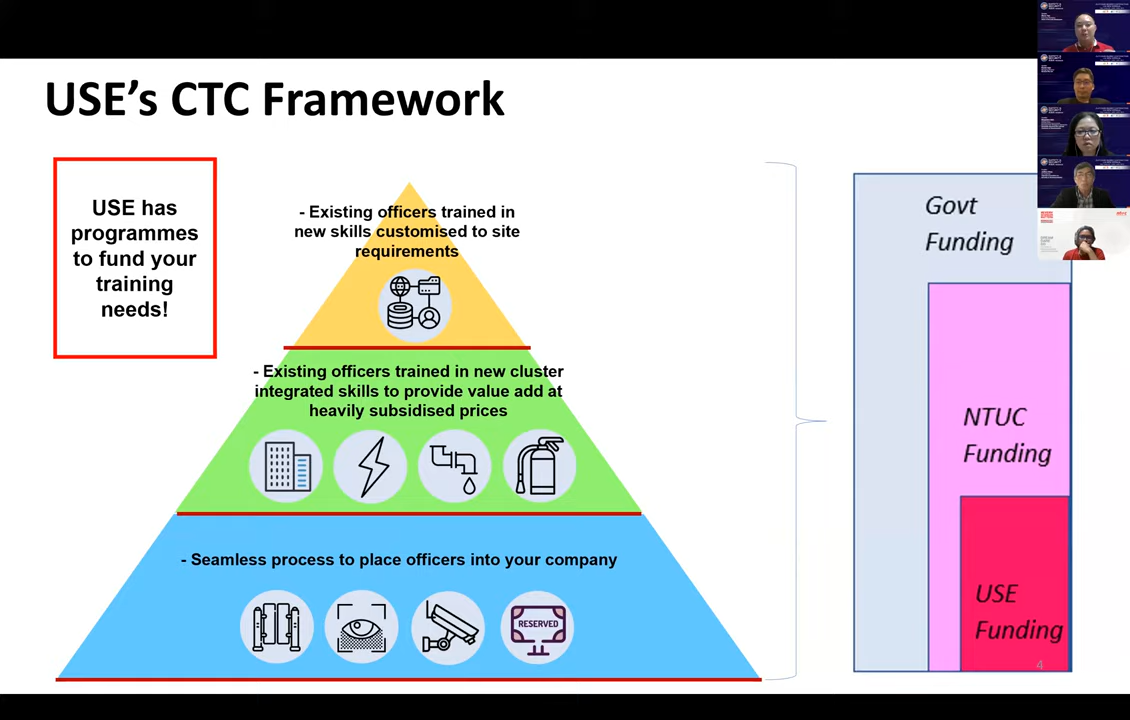 USE's CTC Framework
USE has
programmes
to fund your
training
needs!
- Existing officers trained in
new skills customised to site
requirements
- Existing officers trained in new cluster
integrated skills to provide value add at
heavily subsidised prices
- Seamless process to place officers into your company
RESERVED
Govt
Funding
NTUC
Funding
USE
Funding
4